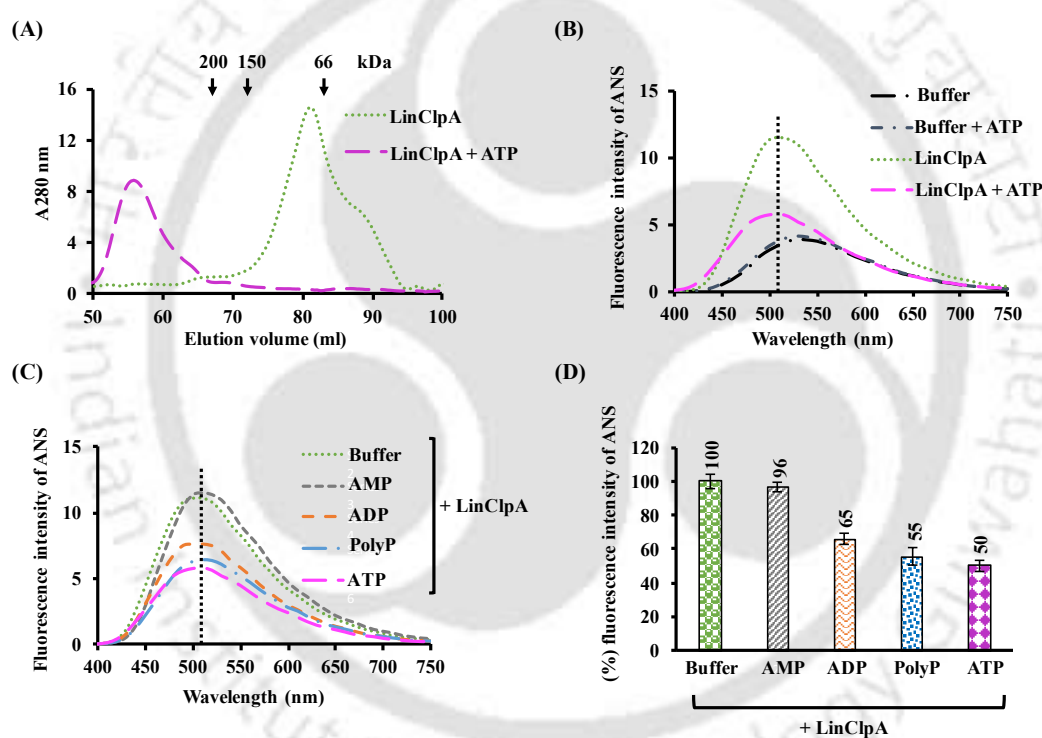 (A)
200 150 66 kDa
16
12
8
4
0
A280 nm
50 60 70 80 90 100
Elution volume (ml)
LinClpA
LinClpA + ATP
(B)
15
10
5
0
Fluorescence intensity of ANS
400 450 500 550 600 650 700 750
Wavelength (nm)
Buffer
Buffer + ATP
LinClpA
LinClpA + ATP
(C)
15
10
5
0
Fluorescence intensity of ANS
400 450 500 550 600 650 700 750
Wavelength (nm)
Buffer
AMP
ADP
PolyP
ATP
+ LinClpA
(D)
120
100
80
60
40
20
0
(%) fluorescence intensity of ANS
100 96 65 55 50
Buffer AMP ADP PolyP ATP
+ LinClpA